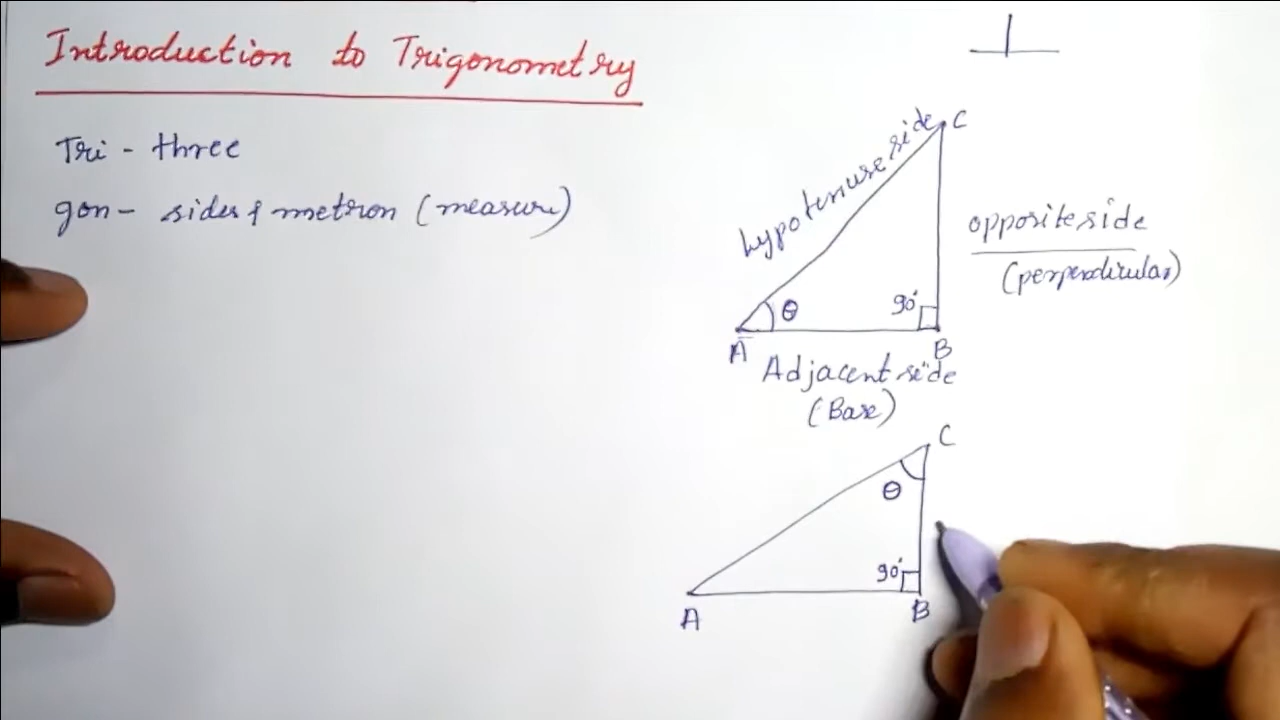 Introduction to Trigonometry
Tri - three
gon - sides & metron (measure)
C
hypotenuse side
opposite side
(perpendicular)
θ
90°
A
B
Adjacent side
(Base)
C
θ
90°
A
B